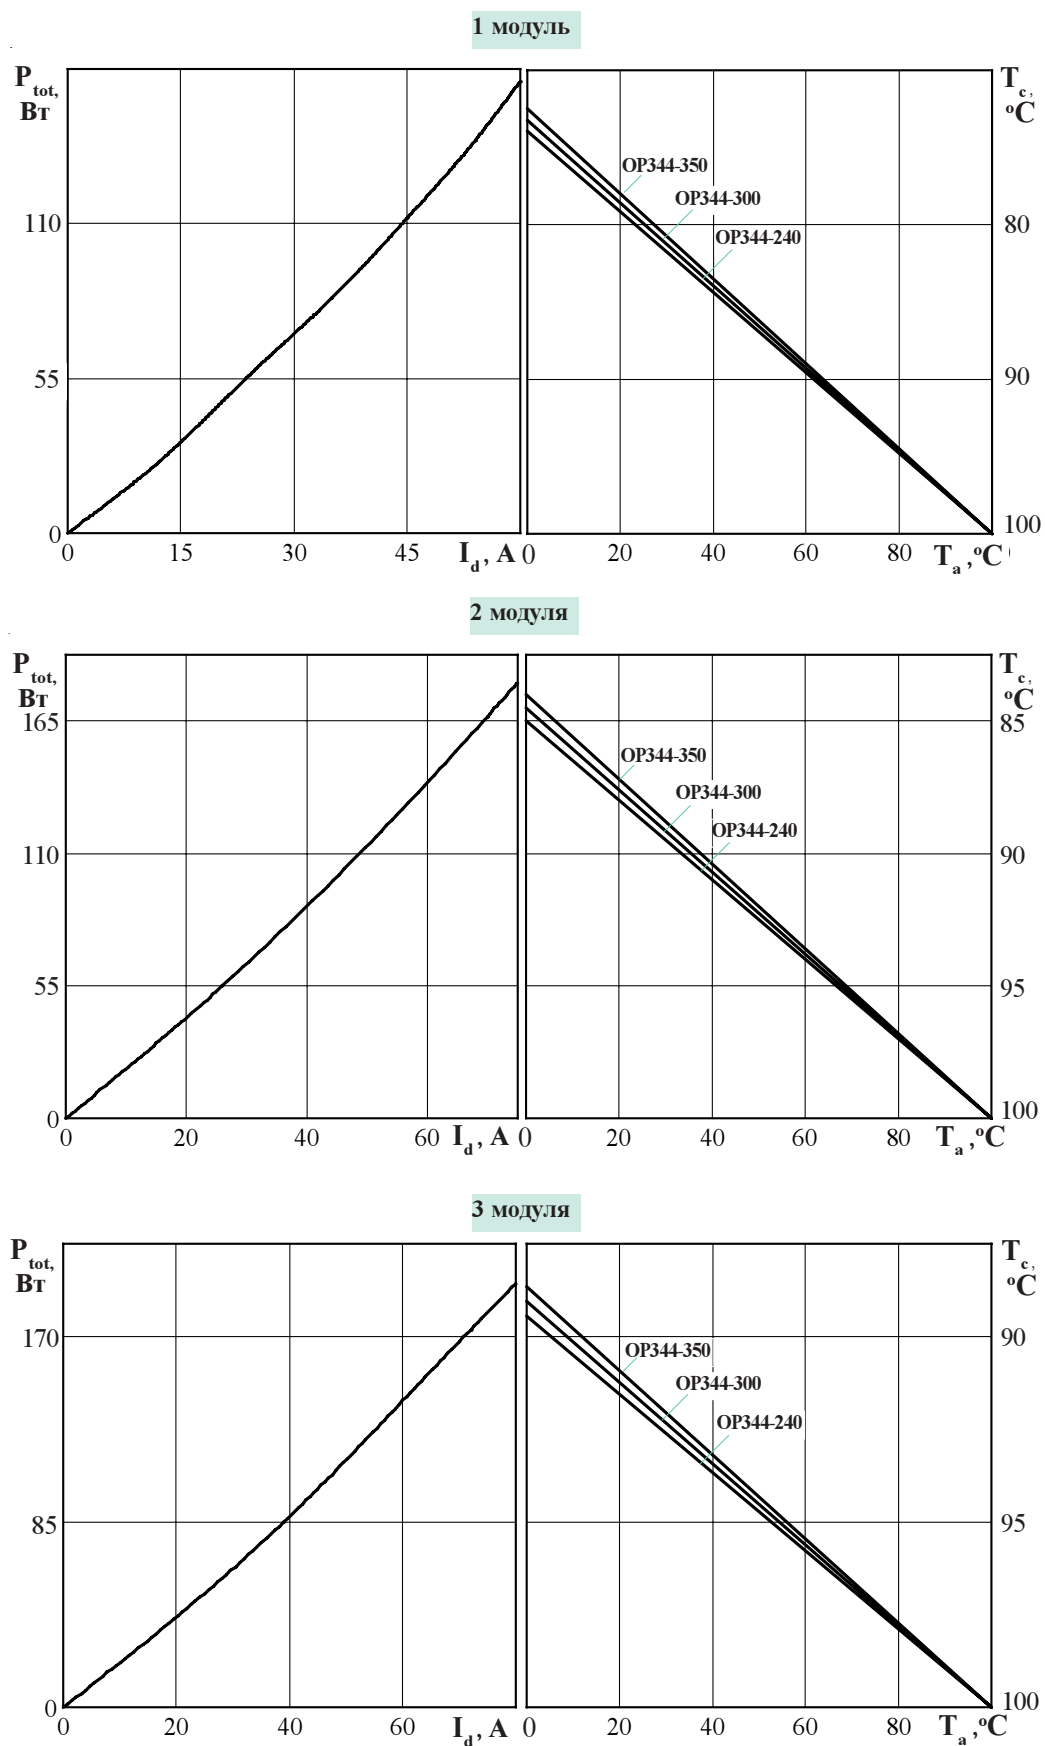 1 модуль
P tot, Вт
110
55
0
0 15 30 45 I d, A
OP344-350
OP344-300
OP344-240
T c, °C
80
90
100
0 20 40 60 80 T a, °C
2 модуля
P tot, Вт
165
110
55
0
0 20 40 60 I d, A
OP344-350
OP344-300
OP344-240
T c, °C
85
90
95
100
0 20 40 60 80 T a, °C
3 модуля
P tot, Вт
170
85
0
0 20 40 60 I d, A
OP344-350
OP344-300
OP344-240
T c, °C
90
95
100
0 20 40 60 80 T a, °C